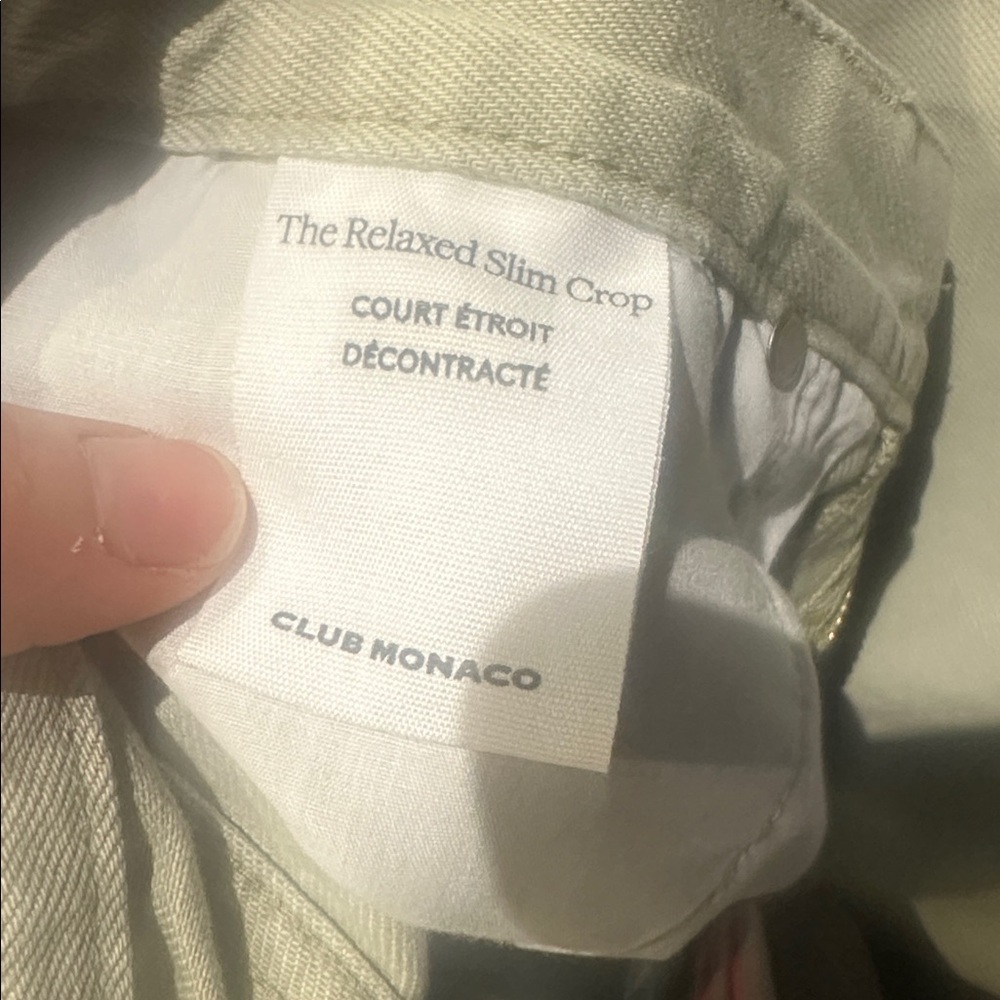 The Relaxed Slim Crop
COURT ÉTROIT
DÉCONTRACTÉ
CLUB MONACO